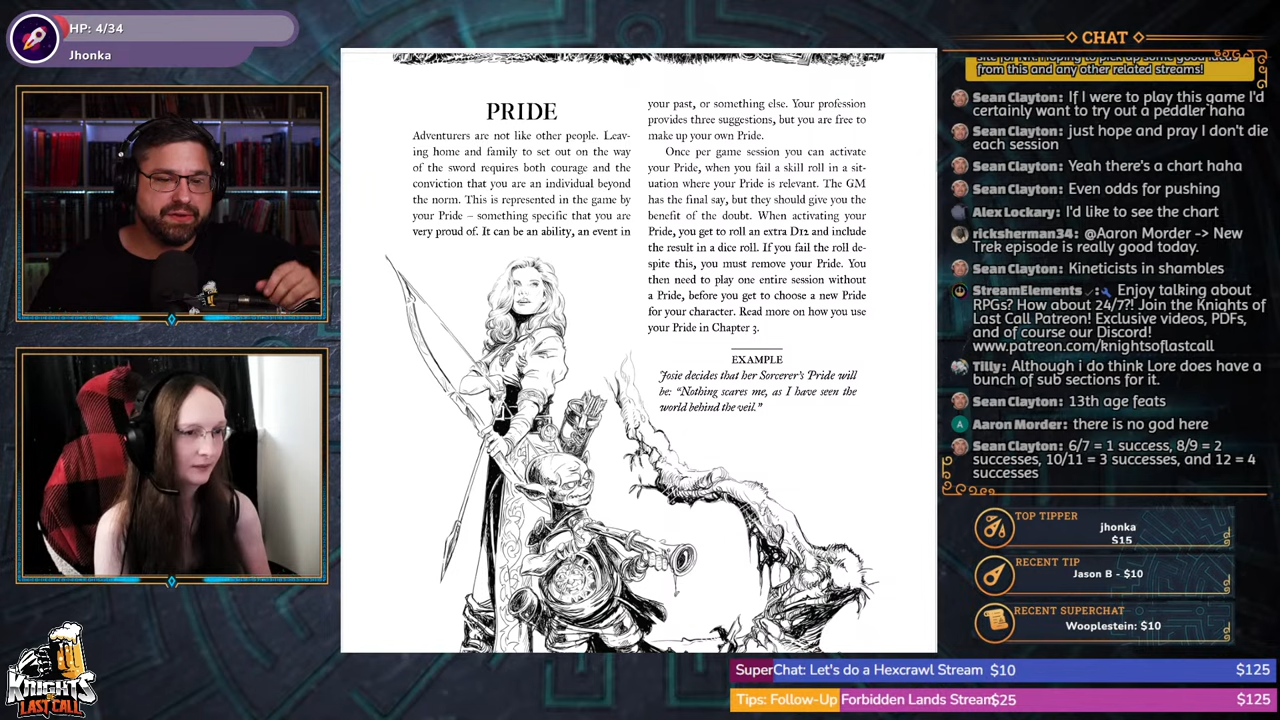 HP: 4/34
Jhonka
PRIDE
Adventurers are not like other people. Leav-
ing home and family to set out on the way
of the sword requires both courage and the
conviction that you are an individual beyond
the norm. This is represented in the game by
your Pride – something specific that you are
very proud of. It can be an ability, an event in
your past, or something else. Your profession
provides three suggestions, but you are free to
make up your own Pride.
Once per game session you can activate
your Pride, when you fail a skill roll in a sit-
uation where your Pride is relevant. The GM
has the final say, but they should give you the
benefit of the doubt. When activating your
Pride, you get to roll an extra D12 and include
the result in a dice roll. If you fail the roll de-
spite this, you must remove your Pride. You
then need to play one entire session without
a Pride, before you get to choose a new Pride
for your character. Read more on how you use
your Pride in Chapter 3.
EXAMPLE
Josie decides that her Sorcerer's Pride will
be: “Nothing scares me, as I have seen the
world behind the veil.”
CHAT
from this and any other related streams!
Sean Clayton: If I were to play this game I'd
certainly want to try out a peddler haha
Sean Clayton: just hope and pray I don't die
each session
Sean Clayton: Yeah there's a chart haha
Sean Clayton: Even odds for pushing
Alex Lockary: I'd like to see the chart
ricksherman34: @Aaron Morder -> New
Trek episode is really good today.
Sean Clayton: Kineticists in shambles
StreamElements: Enjoy talking about
RPGs? How about 24/7?! Join the Knights of
Last Call Patreon! Exclusive videos, PDFs,
and of course our Discord!
www.patreon.com/knightsoflastcall
Tilly: Although i do think Lore does have a
bunch of sub sections for it.
Sean Clayton: 13th age feats
A Aaron Morder: there is no god here
Sean Clayton: 6/7 = 1 success, 8/9 = 2
successes, 10/11 = 3 successes, and 12 = 4
successes
TOP TIPPER
jhonka
$15
RECENT TIP
Jason B - $10
RECENT SUPERCHAT
Wooplestein: $10
SuperChat: Let's do a Hexcrawl Stream $10 $125
Tips: Follow-Up Forbidden Lands Stream $25 $125
KNIGHTS
OF
LAST CALL